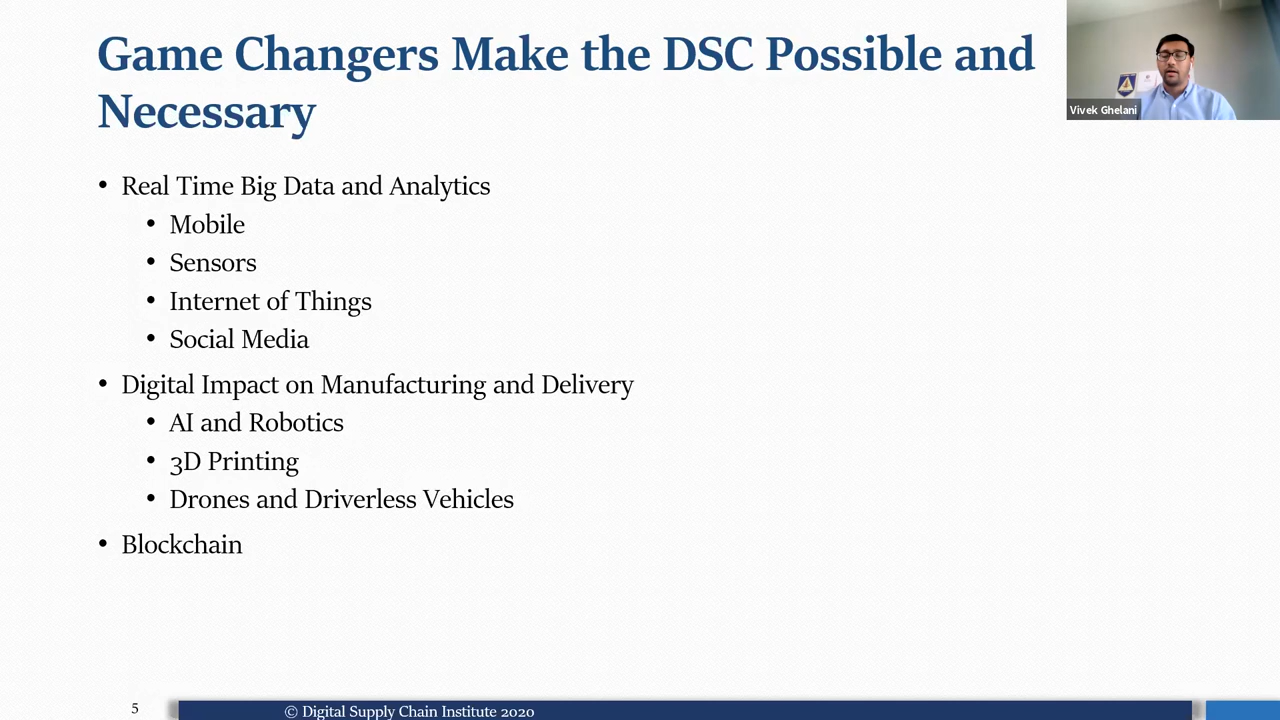 Game Changers Make the DSC Possible and
Necessary
Vivek Ghelani
• Real Time Big Data and Analytics
• Mobile
• Sensors
• Internet of Things
• Social Media
• Digital Impact on Manufacturing and Delivery
• AI and Robotics
• 3D Printing
• Drones and Driverless Vehicles
• Blockchain
5
© Digital Supply Chain Institute 2020